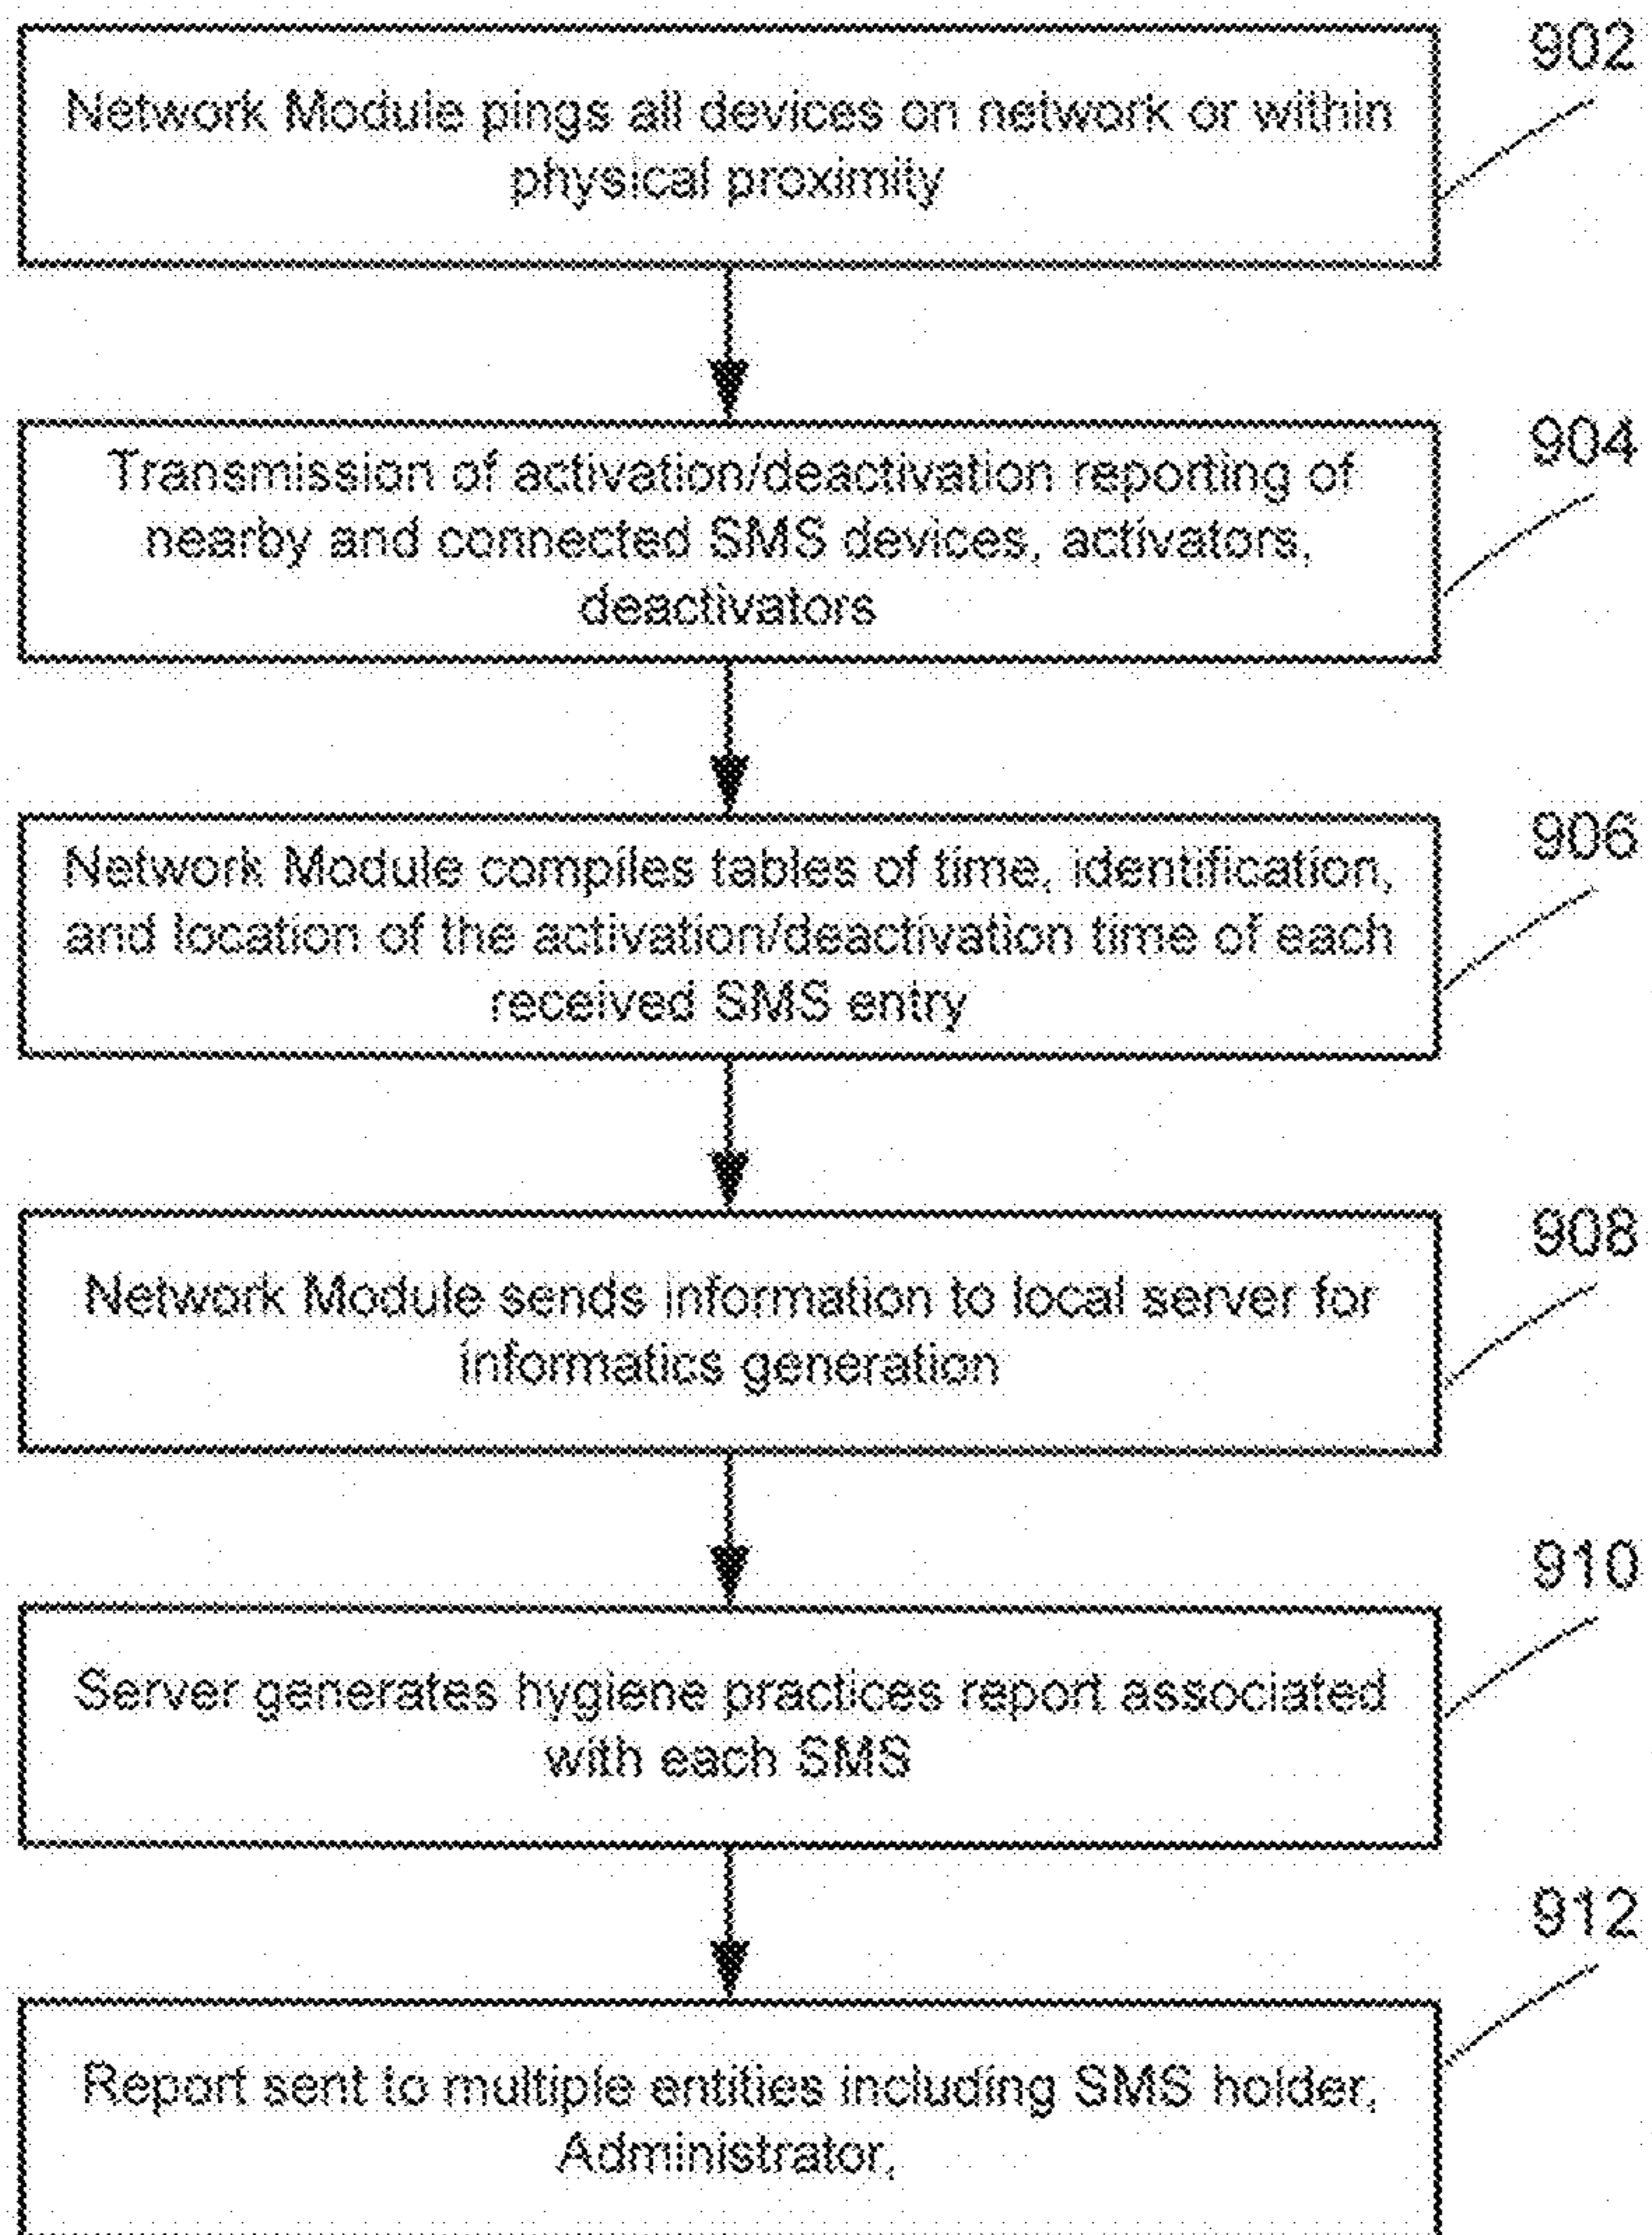 902
Network Module pings all devices on network or within
physical proximity
904
Transmission of activation/deactivation reporting of
nearby and connected SMS devices, activators,
deactivators
906
Network Module compiles tables of time, identification,
and location of the activation/deactivation time of each
received SMS entry
908
Network Module sends information to local server for
informatics generation
910
Server generates hygiene practices report associated
with each SMS
912
Report sent to multiple entities including SMS holder,
Administrator,